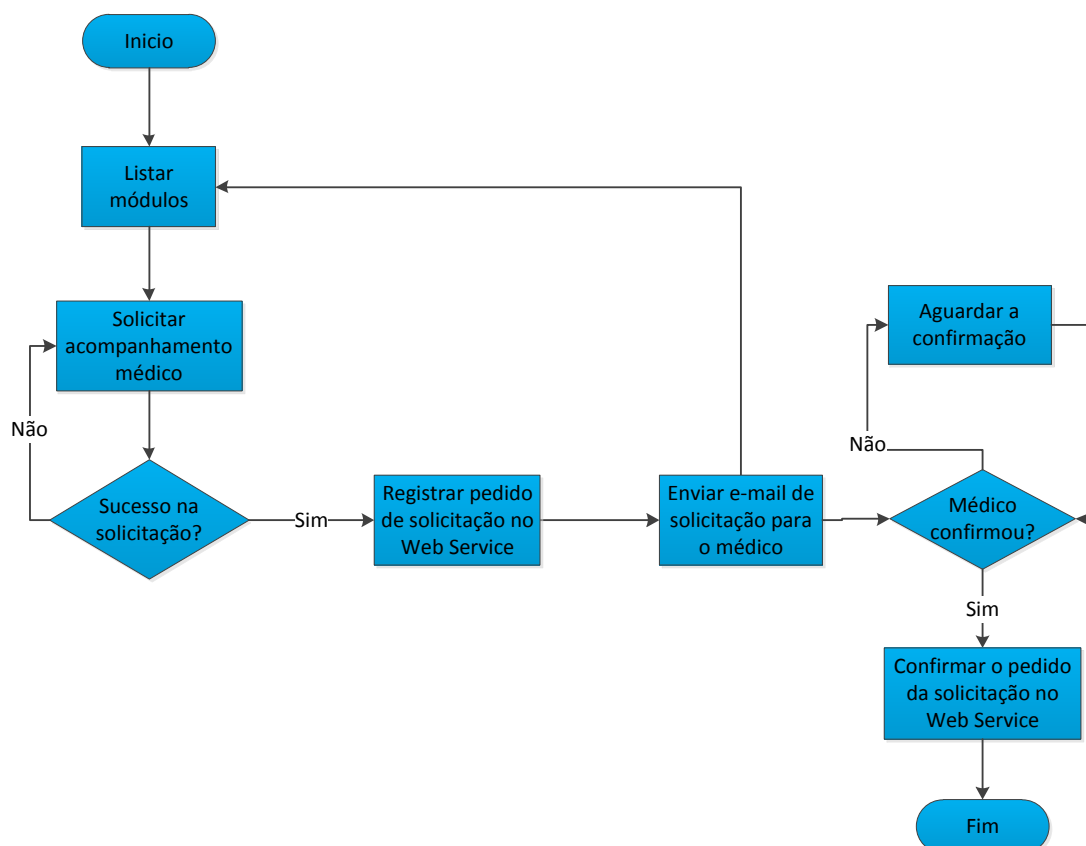 Inicio
Listar
módulos
Solicitar
acompanhamento
médico
Não
Sucesso na
solicitação?
Sim
Registrar pedido
de solicitação no
Web Service
Enviar e-mail de
solicitação para
o médico
Aguardar a
confirmação
Não
Médico
confirmou?
Sim
Confirmar o pedido
da solicitação no
Web Service
Fim